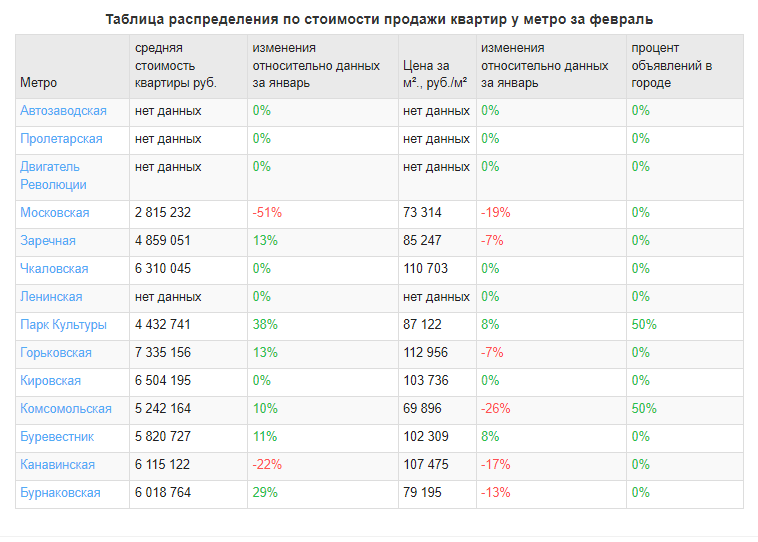 Таблица распределения по стоимости продажи квартир у метро за февраль
Метро | средняя стоимость квартиры руб. | изменения относительно данных за январь | Цена за м²., руб./м² | изменения относительно данных за январь | процент объявлений в городе
Автозаводская | нет данных | 0% | нет данных | 0% | 0%
Пролетарская | нет данных | 0% | нет данных | 0% | 0%
Двигатель Революции | нет данных | 0% | нет данных | 0% | 0%
Московская | 2 815 232 | -51% | 73 314 | -19% | 0%
Заречная | 4 859 051 | 13% | 85 247 | -7% | 0%
Чкаловская | 6 310 045 | 0% | 110 703 | 0% | 0%
Ленинская | нет данных | 0% | нет данных | 0% | 0%
Парк Культуры | 4 432 741 | 38% | 87 122 | 8% | 50%
Горьковская | 7 335 156 | 13% | 112 956 | -7% | 0%
Кировская | 6 504 195 | 0% | 103 736 | 0% | 0%
Комсомольская | 5 242 164 | 10% | 69 896 | -26% | 50%
Буревестник | 5 820 727 | 11% | 102 309 | 8% | 0%
Канавинская | 6 115 122 | -22% | 107 475 | -17% | 0%
Бурнаковская | 6 018 764 | 29% | 79 195 | -13% | 0%